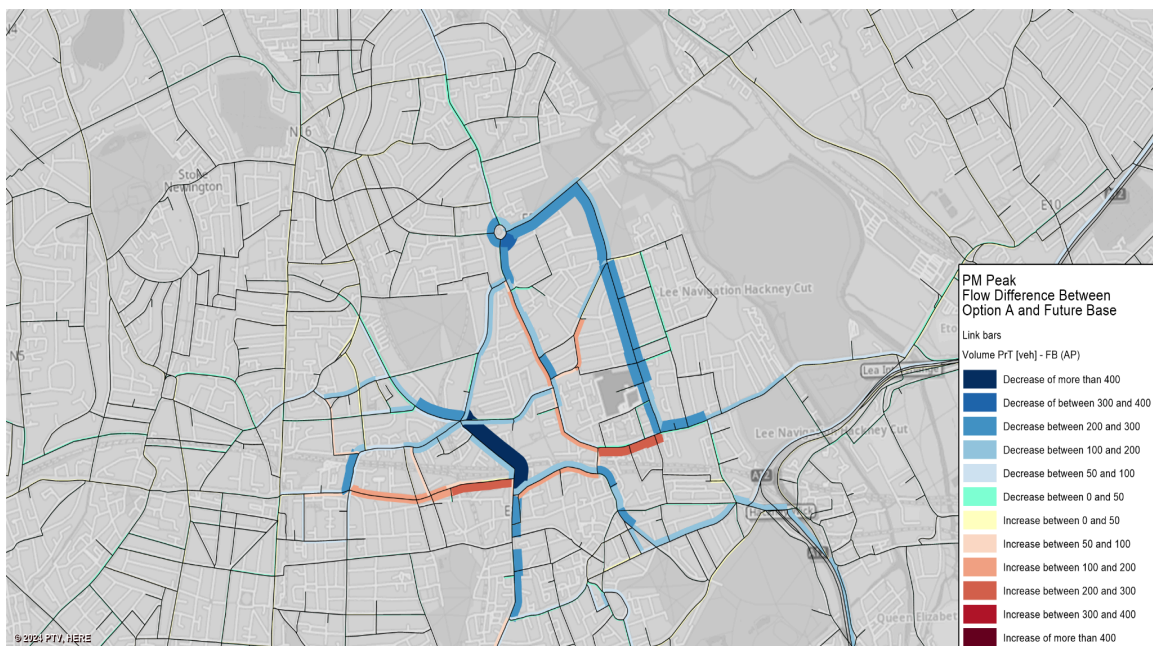 N4
N16
Stoke
Newington
E10
Lee Navigation Hackney Cut
Lea In
N5
Lee Navigation Hackney Cut
Queen Elizabet
© 2024 PTV, HERE
PM Peak
Flow Difference Between
Option A and Future Base
Link bars
Volume PrT [veh] - FB (AP)
Decrease of more than 400
Decrease of between 300 and 400
Decrease between 200 and 300
Decrease between 100 and 200
Decrease between 50 and 100
Decrease between 0 and 50
Increase between 0 and 50
Increase between 50 and 100
Increase between 100 and 200
Increase between 200 and 300
Increase between 300 and 400
Increase of more than 400